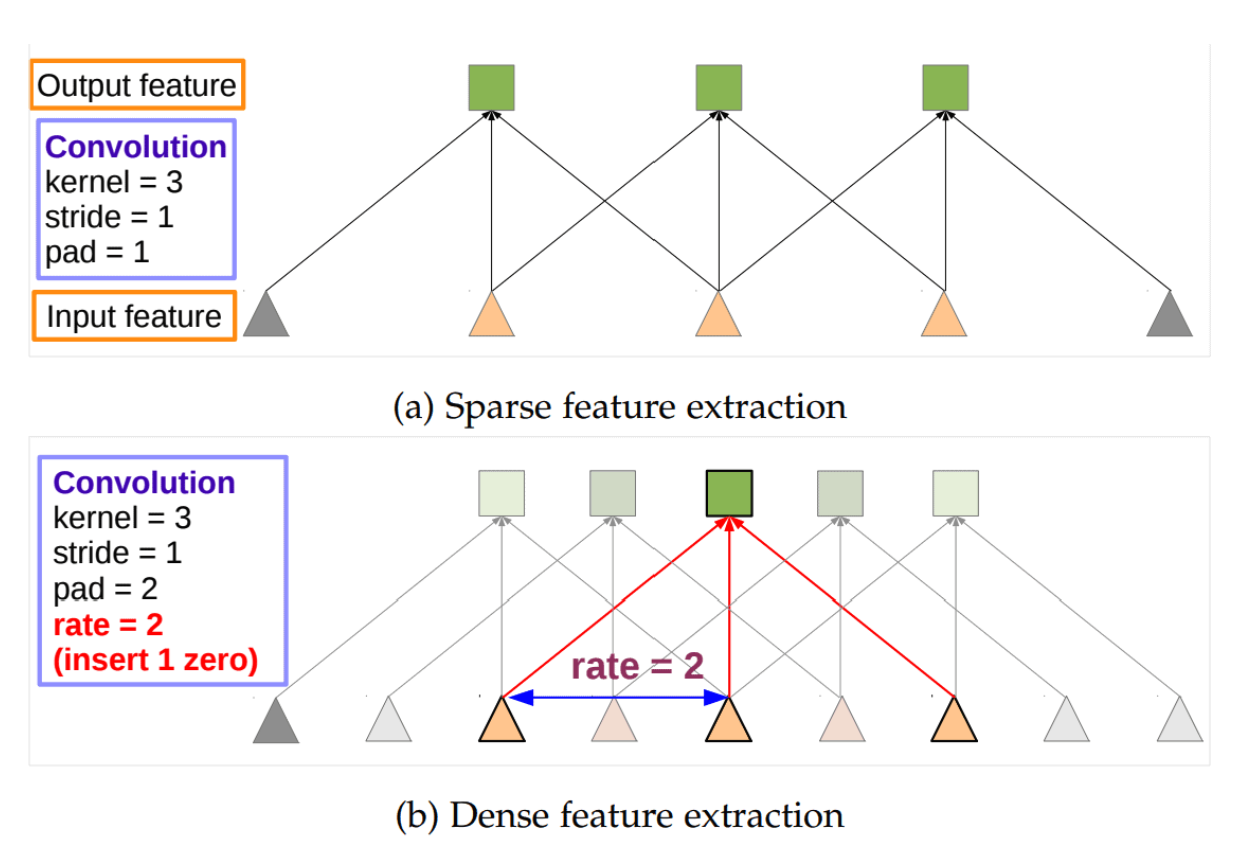 Output feature
Convolution
kernel = 3
stride = 1
pad = 1
Input feature
(a) Sparse feature extraction
Convolution
kernel = 3
stride = 1
pad = 2
rate = 2
(insert 1 zero)
rate = 2
(b) Dense feature extraction